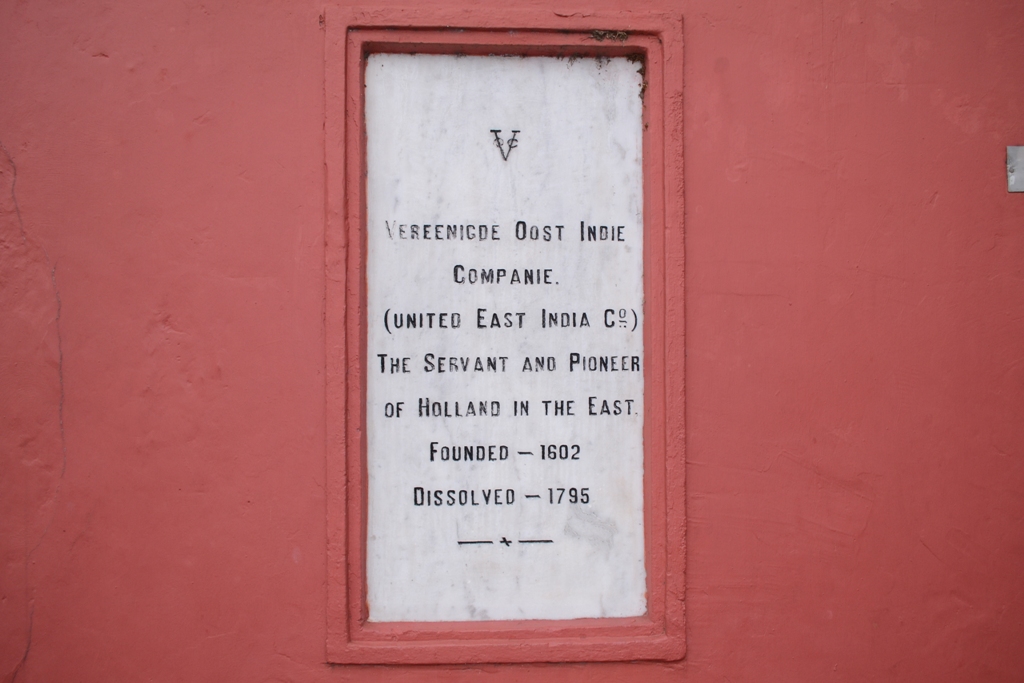 VOC
VEREENIGDE OOST INDIE
COMPANIE.
(UNITED EAST INDIA Cº)
THE SERVANT AND PIONEER
OF HOLLAND IN THE EAST.
FOUNDED — 1602
DISSOLVED — 1795